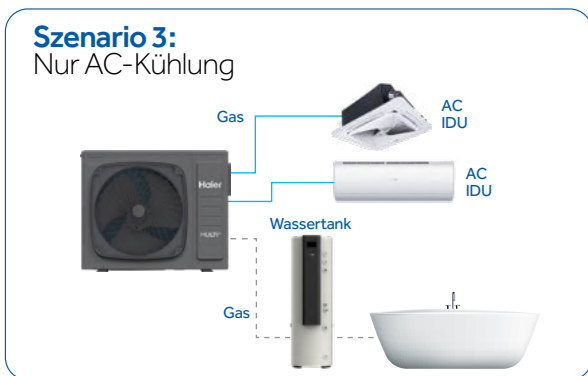 Szenario 3:
Nur AC-Kühlung
Gas
AC
IDU
Haier
AC
IDU
Wassertank
Gas